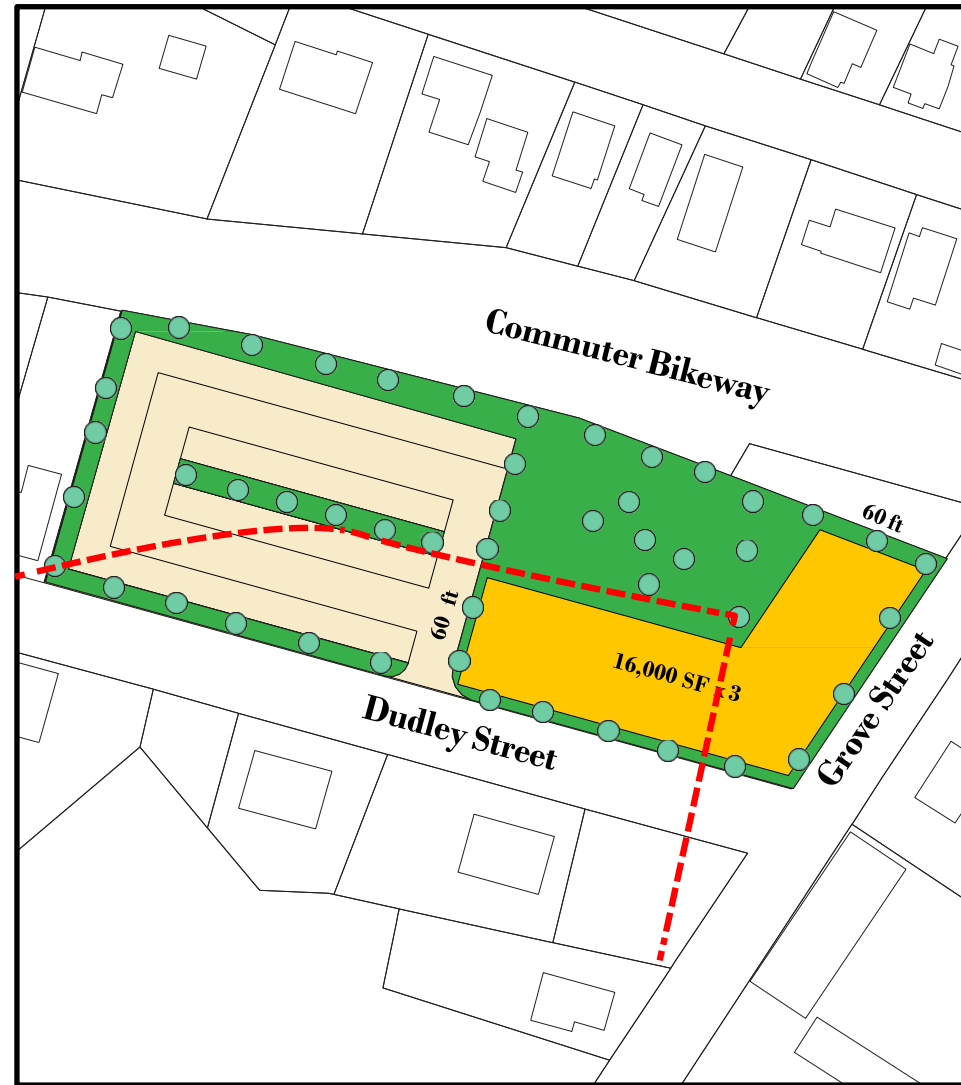 Commuter Bikeway
60 ft
60 ft
16,000 SF x 3
Grove Street
Dudley Street